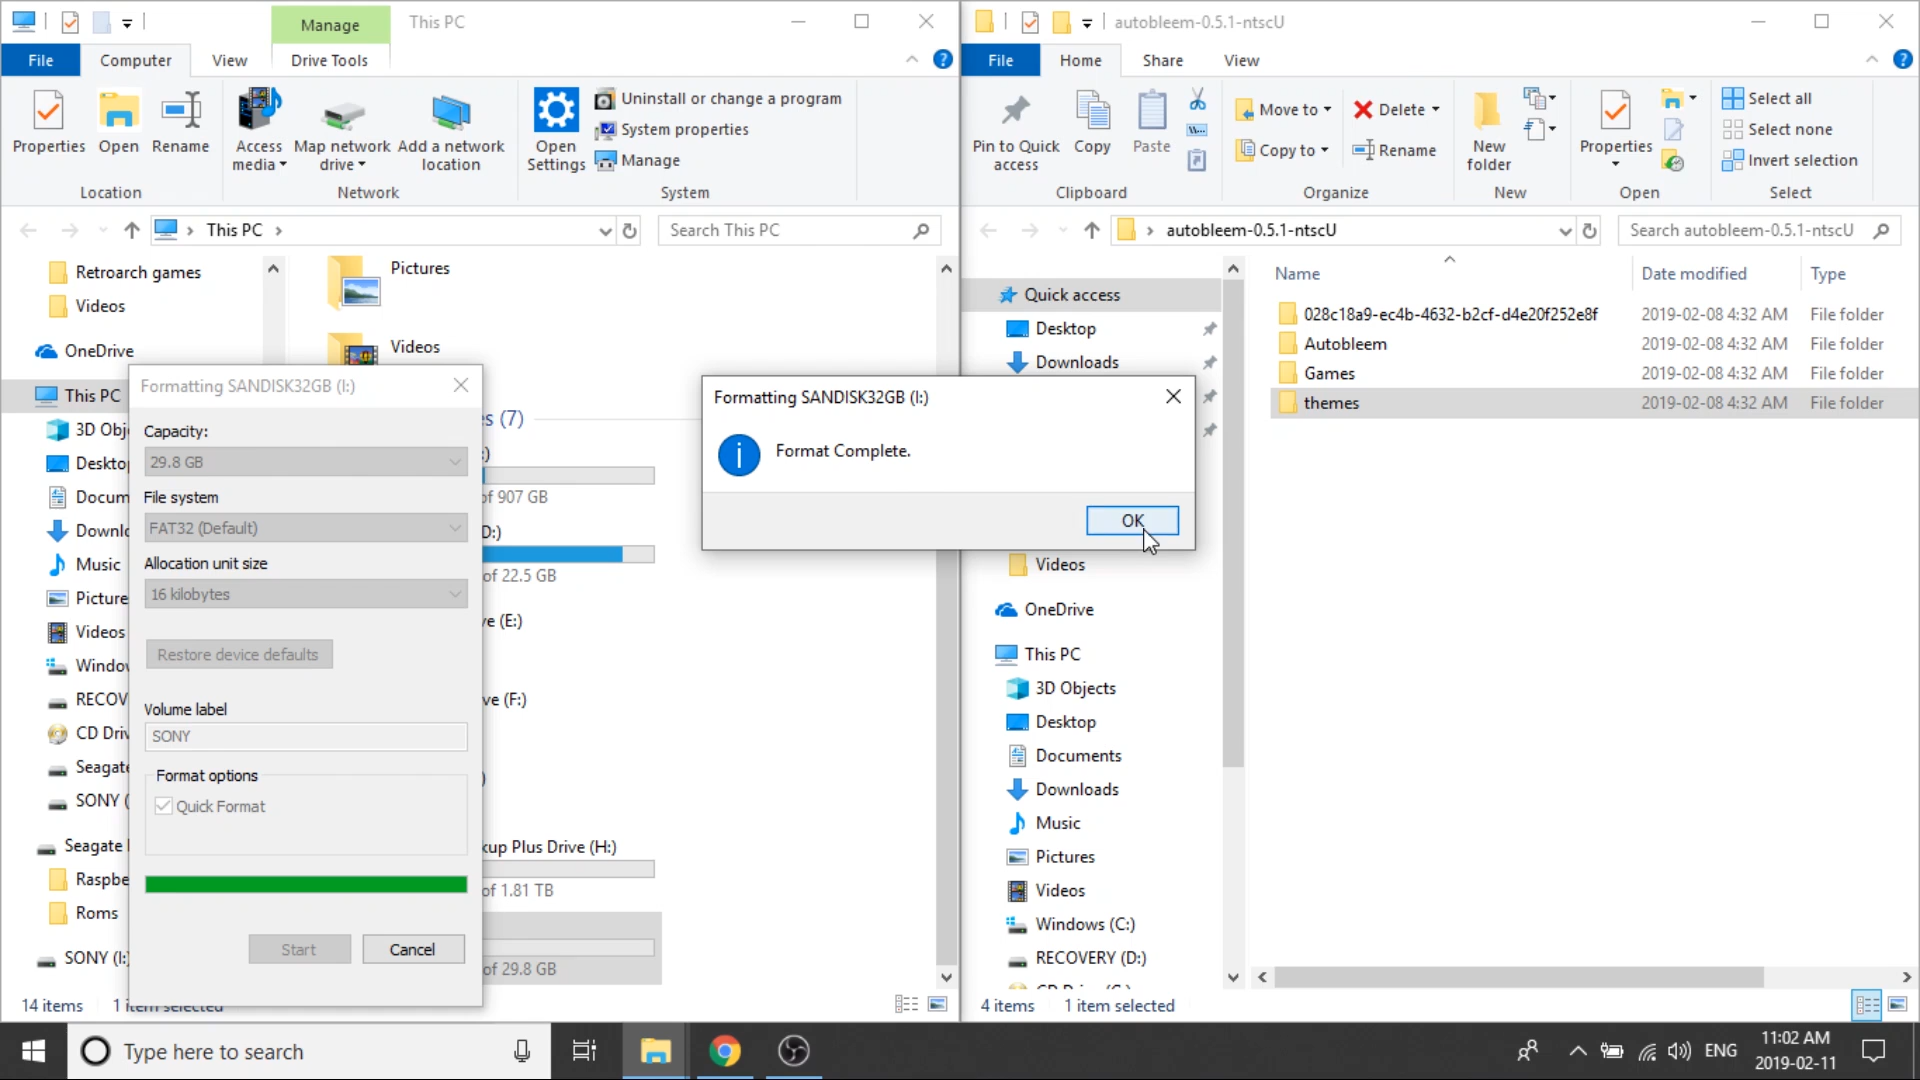 Manage
This PC
File
Computer
View
Drive Tools
Properties
Open
Rename
Access media
Map network drive
Add a network location
Open Settings
Uninstall or change a program
System properties
Manage
Location
Network
System
This PC
Search This PC
Retroarch games
Videos
OneDrive
This PC
3D Obj
Deskto
Docum
Downlo
Music
Picture
Videos
Window
RECOV
CD Driv
Seagate
SONY (
Seagate
Raspbe
Roms
SONY (I:)
Pictures
Videos
es (7)
:)
of 907 GB
D:)
of 22.5 GB
ve (E:)
ve (F:)
)
kup Plus Drive (H:)
of 1.81 TB
of 29.8 GB
14 items
1 item selected
Formatting SANDISK32GB (I:)
Capacity:
29.8 GB
File system
FAT32 (Default)
Allocation unit size
16 kilobytes
Restore device defaults
Volume label
SONY
Format options
Quick Format
Start
Cancel
Formatting SANDISK32GB (I:)
Format Complete.
OK
autobleem-0.5.1-ntscU
File
Home
Share
View
Pin to Quick access
Copy
Paste
Move to
Copy to
Delete
Rename
New folder
Properties
Select all
Select none
Invert selection
Clipboard
Organize
New
Open
Select
autobleem-0.5.1-ntscU
Search autobleem-0.5.1-ntscU
Quick access
Desktop
Downloads
Videos
OneDrive
This PC
3D Objects
Desktop
Documents
Downloads
Music
Pictures
Videos
Windows (C:)
RECOVERY (D:)
Name
Date modified
Type
028c18a9-ec4b-4632-b2cf-d4e20f252e8f
2019-02-08 4:32 AM
File folder
Autobleem
2019-02-08 4:32 AM
File folder
Games
2019-02-08 4:32 AM
File folder
themes
2019-02-08 4:32 AM
File folder
4 items
1 item selected
Type here to search
ENG
11:02 AM
2019-02-11